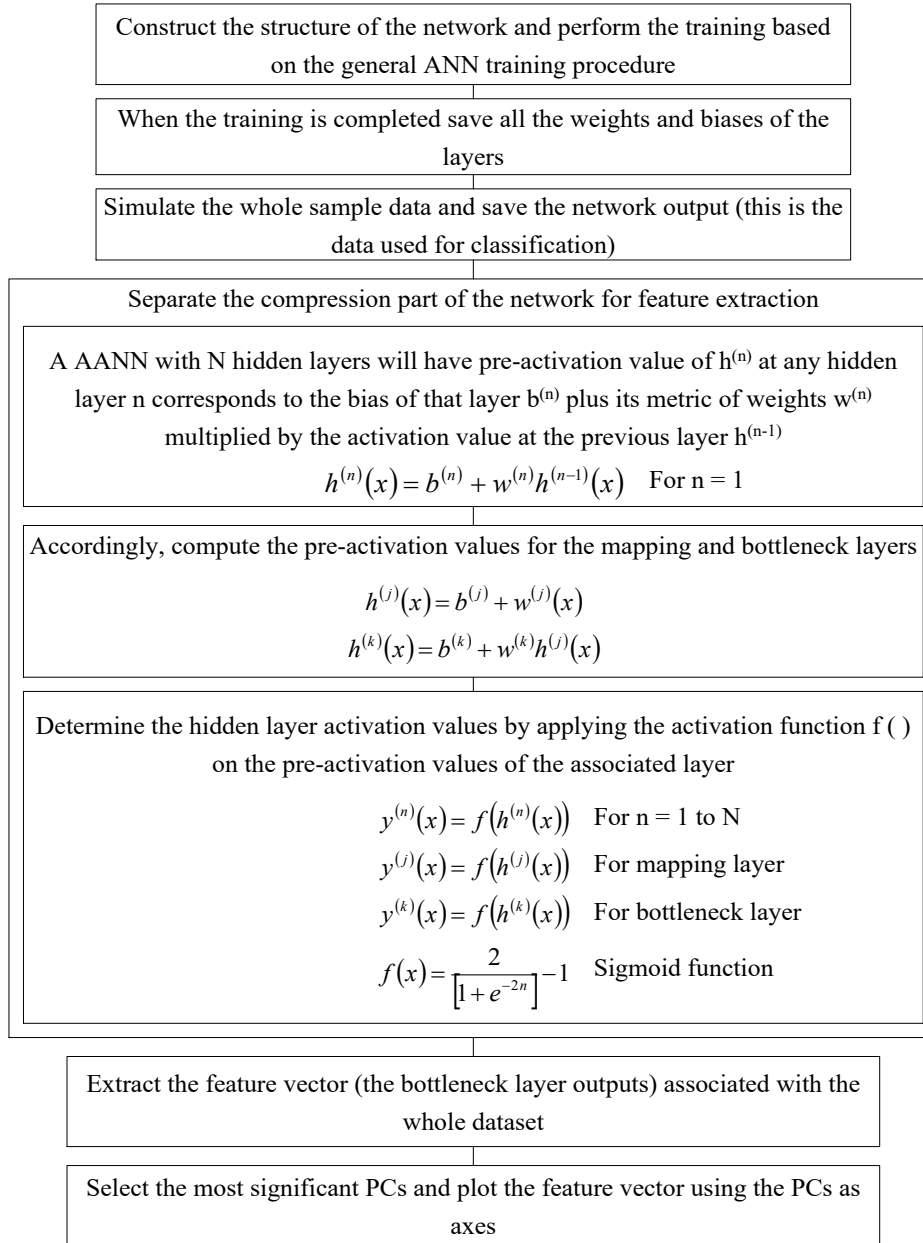 Construct the structure of the network and perform the training based
on the general ANN training procedure
When the training is completed save all the weights and biases of the
layers
Simulate the whole sample data and save the network output (this is the
data used for classification)
Separate the compression part of the network for feature extraction
A AANN with N hidden layers will have pre-activation value of h^(n) at any hidden
layer n corresponds to the bias of that layer b^(n) plus its metric of weights w^(n)
multiplied by the activation value at the previous layer h^(n-1)
h^(n)(x) = b^(n) + w^(n)h^(n-1)(x) For n = 1
Accordingly, compute the pre-activation values for the mapping and bottleneck layers
h^(j)(x) = b^(j) + w^(j)(x)
h^(k)(x) = b^(k) + w^(k)h^(j)(x)
Determine the hidden layer activation values by applying the activation function f ( )
on the pre-activation values of the associated layer
y^(n)(x) = f(h^(n)(x)) For n = 1 to N
y^(j)(x) = f(h^(j)(x)) For mapping layer
y^(k)(x) = f(h^(k)(x)) For bottleneck layer
f(x) = 2/[1 + e^-2n] - 1 Sigmoid function
Extract the feature vector (the bottleneck layer outputs) associated with the
whole dataset
Select the most significant PCs and plot the feature vector using the PCs as
axes